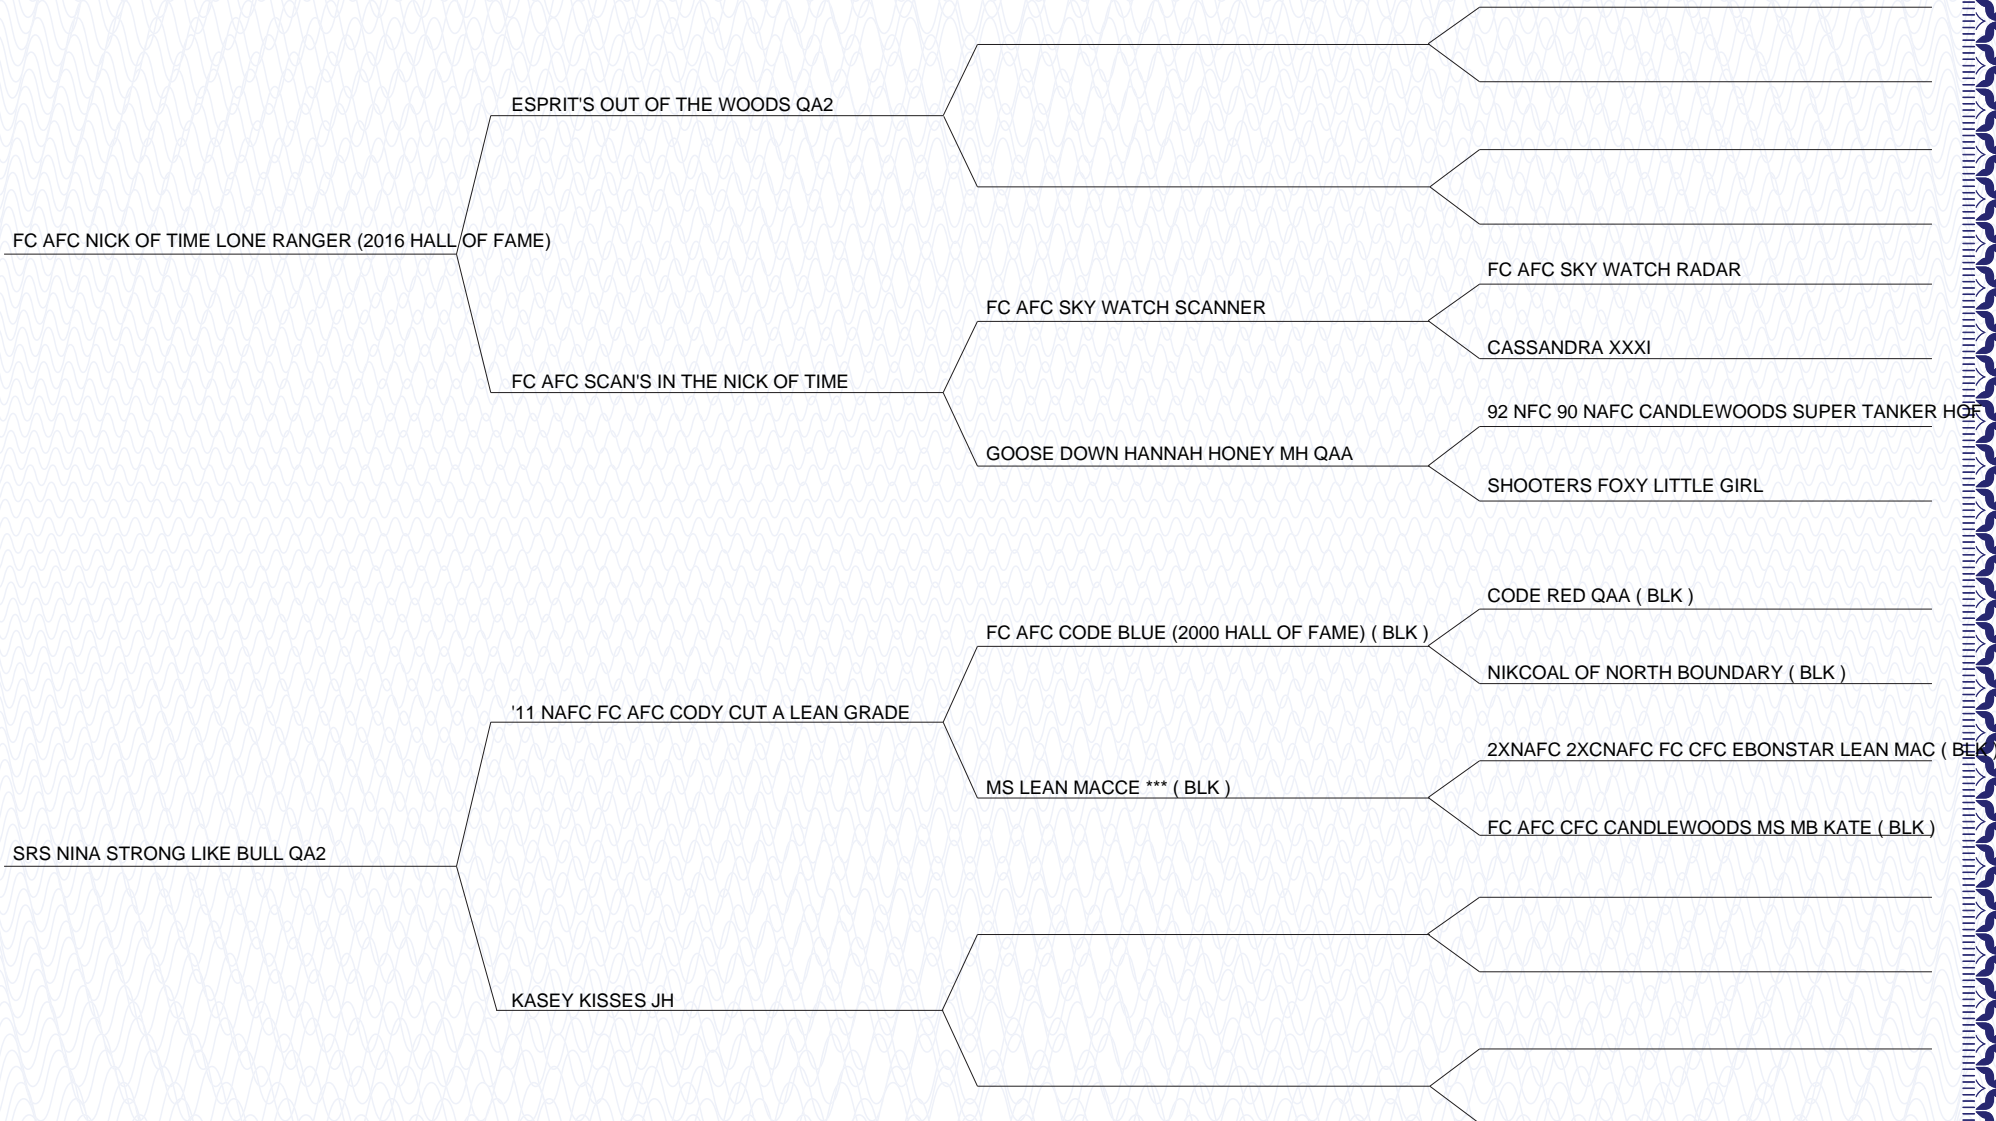 ESPRIT'S OUT OF THE WOODS QA2
FC AFC NICK OF TIME LONE RANGER (2016 HALL OF FAME)
FC AFC SKY WATCH RADAR
FC AFC SKY WATCH SCANNER
CASSANDRA XXXI
FC AFC SCAN'S IN THE NICK OF TIME
92 NFC 90 NAFC CANDLEWOODS SUPER TANKER HOF
GOOSE DOWN HANNAH HONEY MH QAA
SHOOTERS FOXY LITTLE GIRL
CODE RED QAA ( BLK )
FC AFC CODE BLUE (2000 HALL OF FAME) ( BLK )
NIKCOAL OF NORTH BOUNDARY ( BLK )
'11 NAFC FC AFC CODY CUT A LEAN GRADE
2XNAFC 2XCNAFC FC CFC EBONSTAR LEAN MAC ( BLK )
MS LEAN MACCE *** ( BLK )
FC AFC CFC CANDLEWOODS MS MB KATE ( BLK )
SRS NINA STRONG LIKE BULL QA2
KASEY KISSES JH